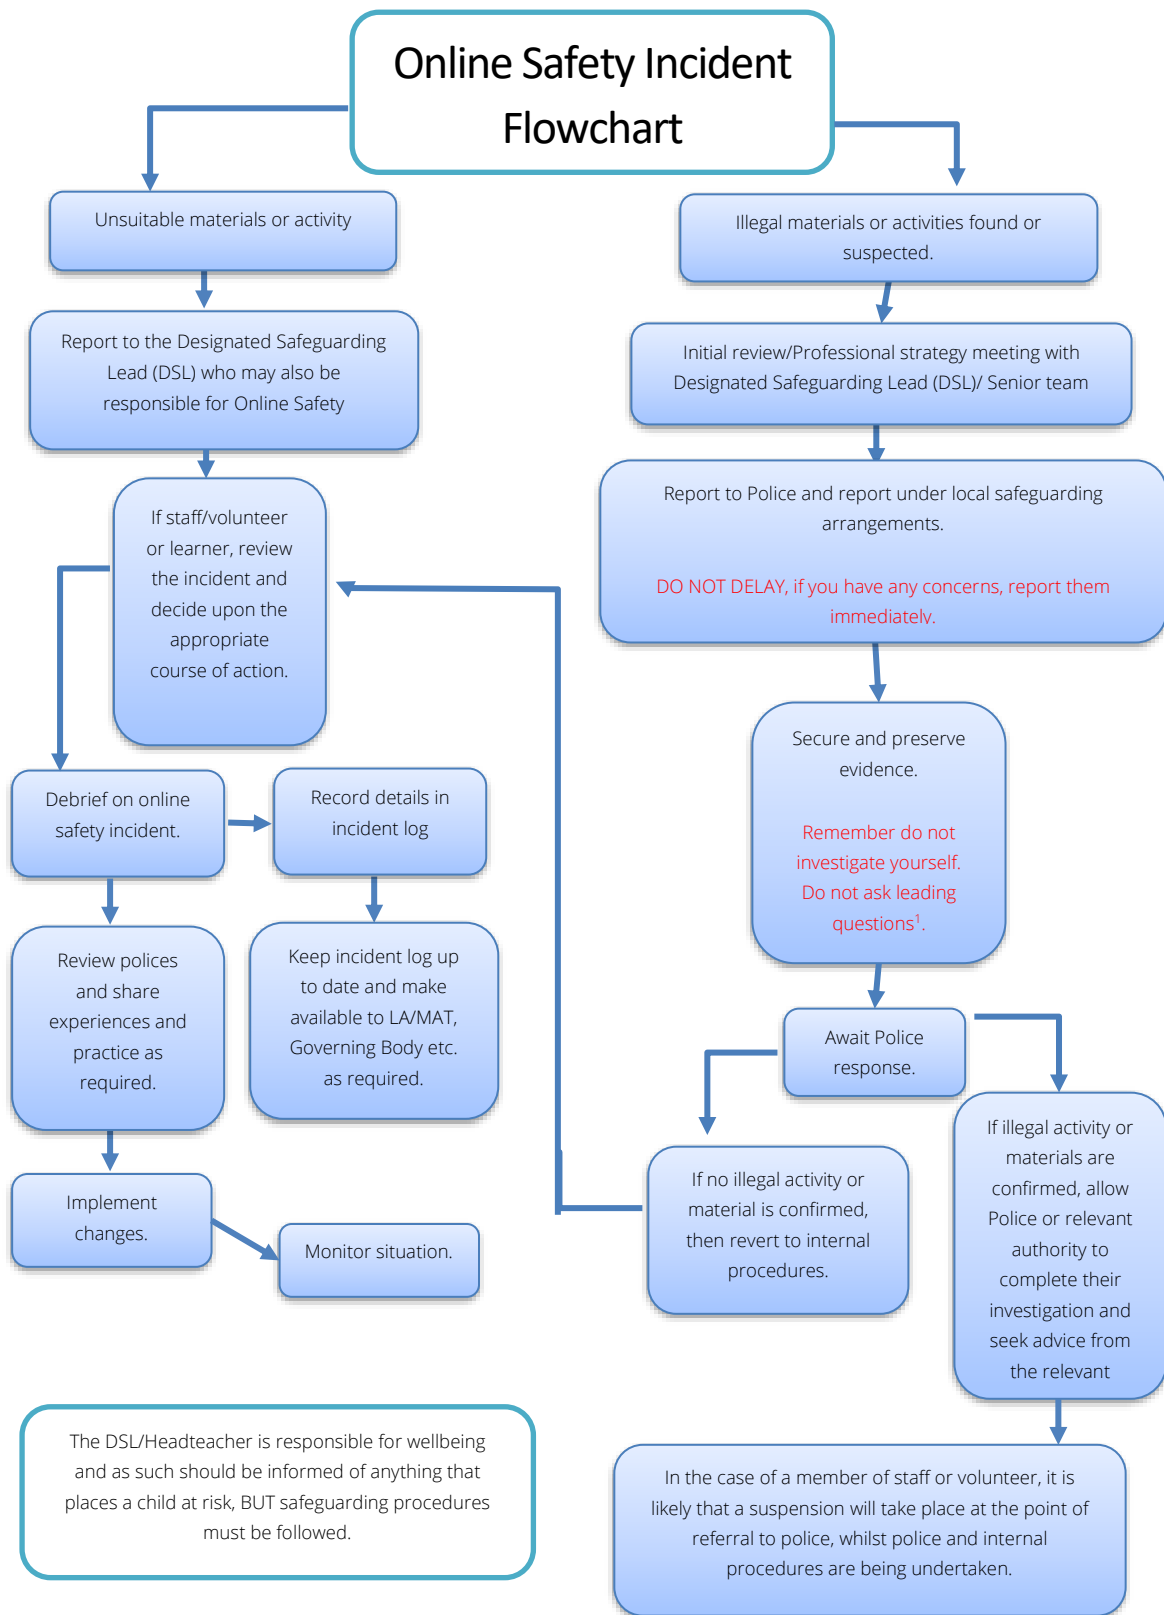 Online Safety Incident
Flowchart
Unsuitable materials or activity
Report to the Designated Safeguarding
Lead (DSL) who may also be
responsible for Online Safety
If staff/volunteer
or learner, review
the incident and
decide upon the
appropriate
course of action.
Debrief on online
safety incident.
Record details in
incident log
Review polices
and share
experiences and
practice as
required.
Keep incident log up
to date and make
available to LA/MAT,
Governing Body etc.
as required.
Implement
changes.
Monitor situation.
Illegal materials or activities found or
suspected.
Initial review/Professional strategy meeting with
Designated Safeguarding Lead (DSL)/ Senior team
Report to Police and report under local safeguarding
arrangements.
DO NOT DELAY, if you have any concerns, report them
immediately.
Secure and preserve
evidence.
Remember do not
investigate yourself.
Do not ask leading
questions¹.
Await Police
response.
If no illegal activity or
material is confirmed,
then revert to internal
procedures.
If illegal activity or
materials are
confirmed, allow
Police or relevant
authority to
complete their
investigation and
seek advice from
the relevant
In the case of a member of staff or volunteer, it is
likely that a suspension will take place at the point of
referral to police, whilst police and internal
procedures are being undertaken.
The DSL/Headteacher is responsible for wellbeing
and as such should be informed of anything that
places a child at risk, BUT safeguarding procedures
must be followed.